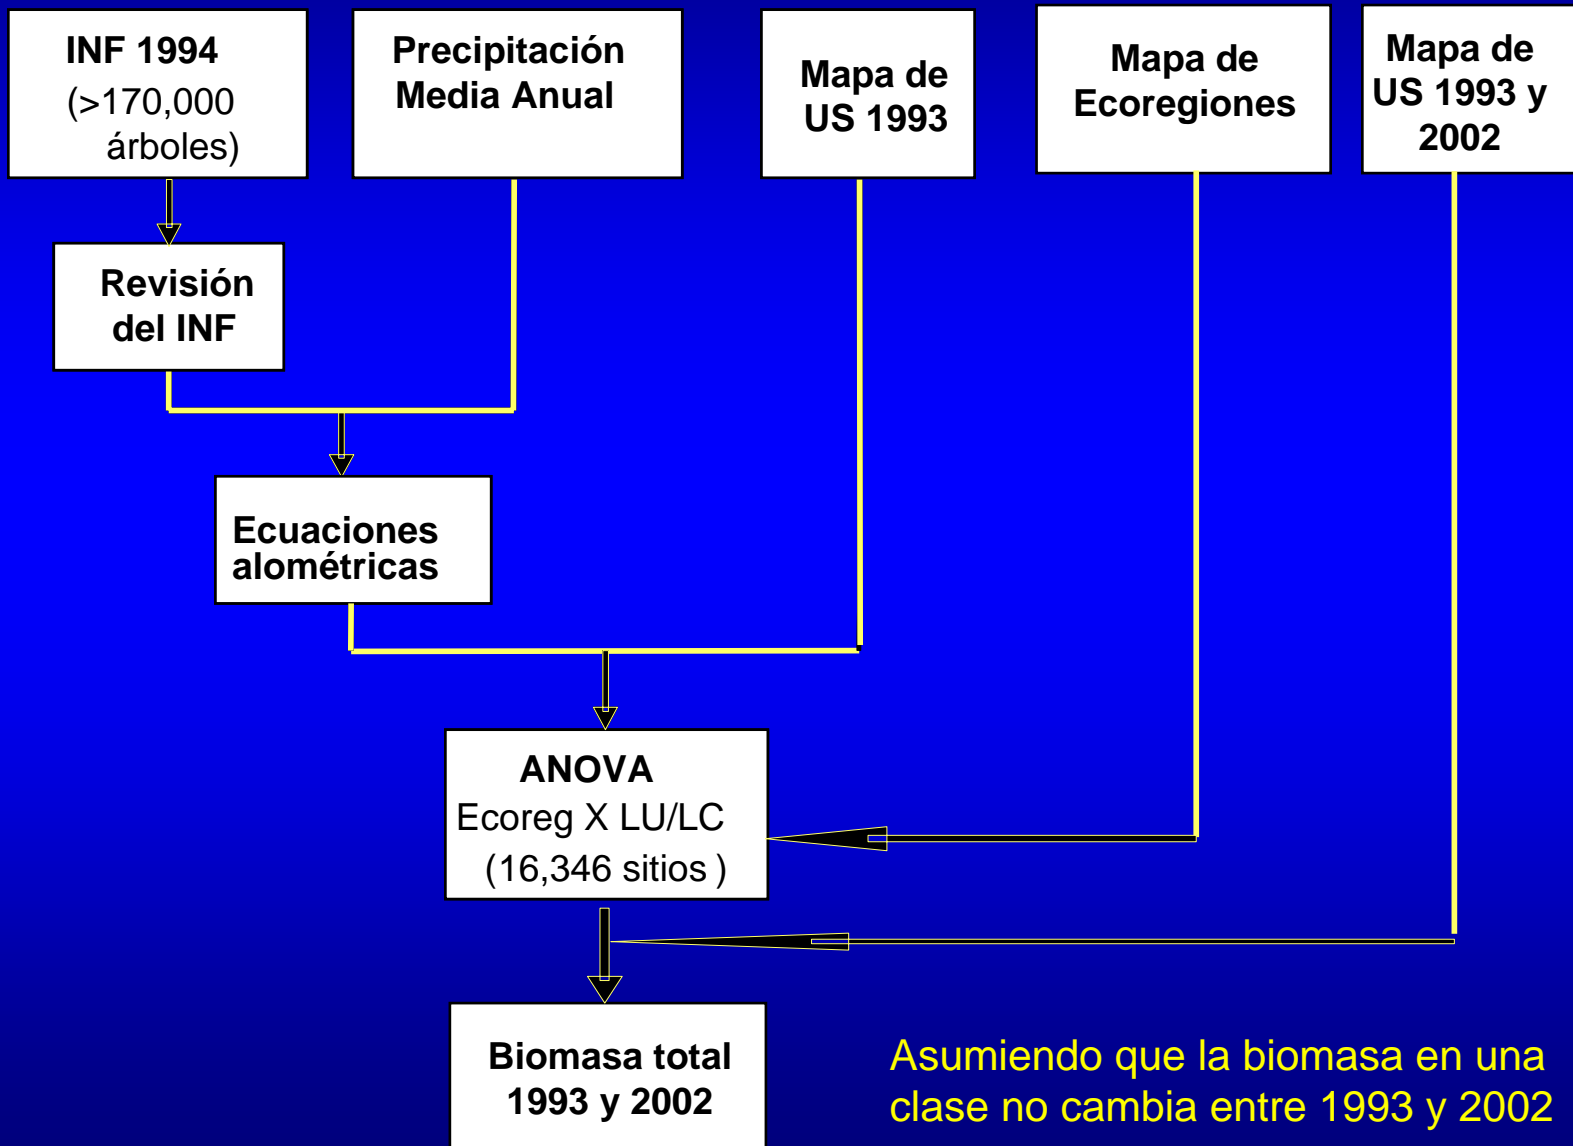 INF 1994
(>170,000
árboles)
Precipitación
Media Anual
Mapa de
US 1993
Mapa de
Ecoregiones
Mapa de
US 1993 y
2002
Revisión
del INF
Ecuaciones
alométricas
ANOVA
Ecoreg X LU/LC
(16,346 sitios )
Biomasa total
1993 y 2002
Asumiendo que la biomasa en una
clase no cambia entre 1993 y 2002